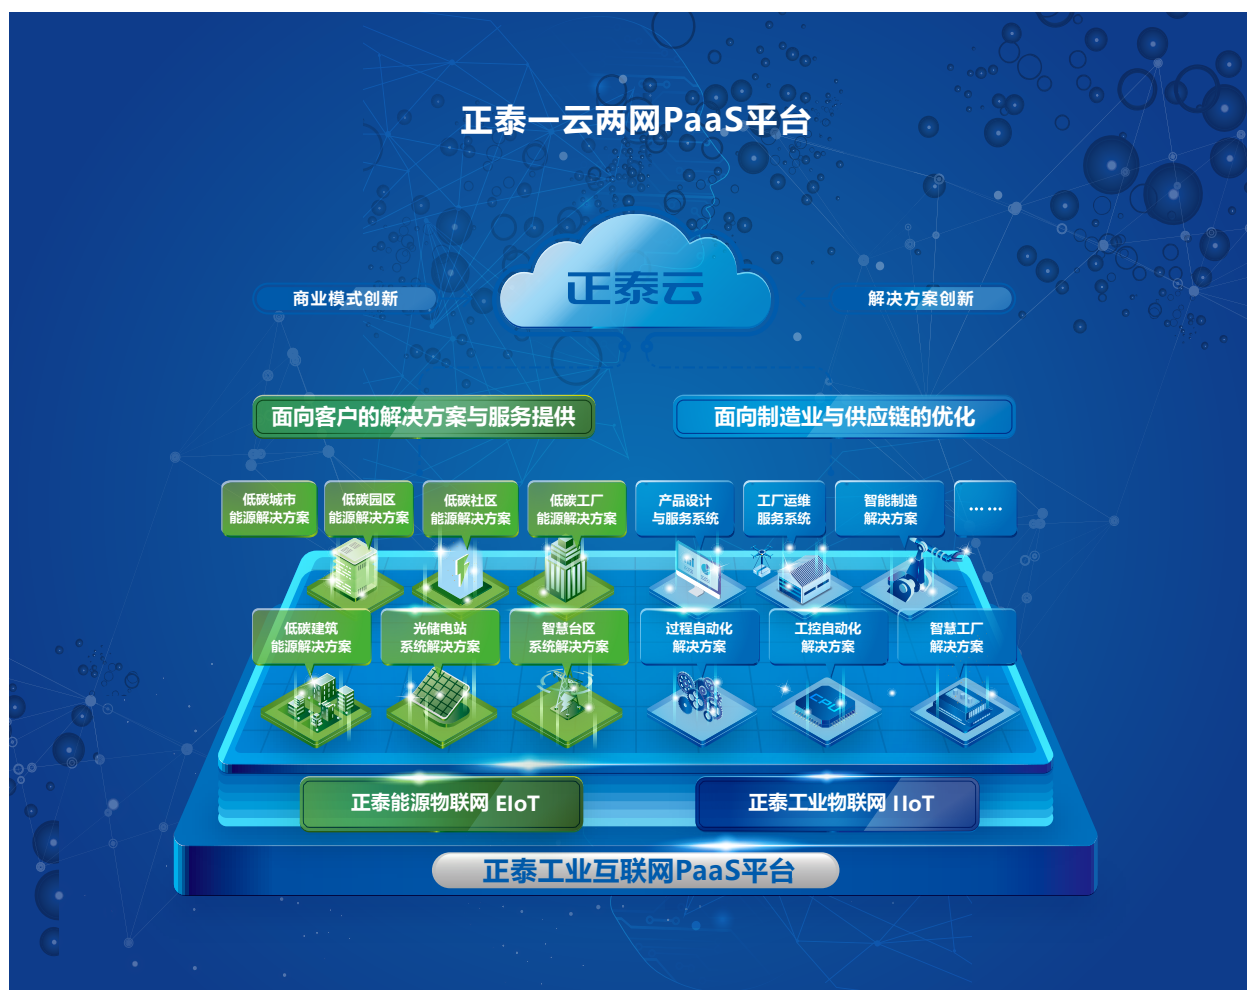 正泰一云两网PaaS平台
正泰云
商业模式创新
解决方案创新
面向客户的解决方案与服务提供
面向制造业与供应链的优化
低碳城市
能源解决方案
低碳园区
能源解决方案
低碳社区
能源解决方案
低碳工厂
能源解决方案
产品设计
与服务系统
工厂运维
服务系统
智能制造
解决方案
……
低碳建筑
能源解决方案
光储电站
系统解决方案
智慧台区
系统解决方案
过程自动化
解决方案
工控自动化
解决方案
智慧工厂
解决方案
CPU
正泰能源物联网 EIoT
正泰工业物联网 IIoT
正泰工业互联网PaaS平台